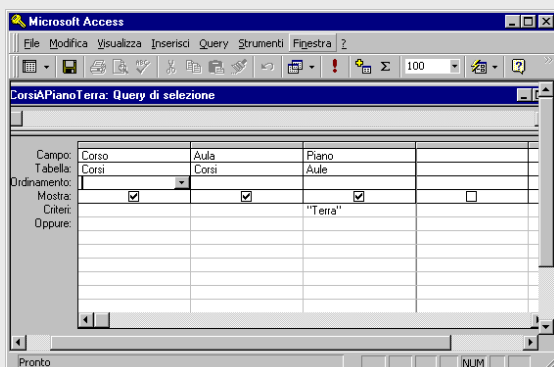 Microsoft Access
File Modifica Visualizza Inserisci Query Strumenti Finestra ?
ABC Σ 100
CorsiAPianoTerra: Query di selezione
Campo: Corso Aula Piano
Tabella: Corsi Corsi Aule
Ordinamento:
Mostra:
Criteri: "Terra"
Oppure:
Pronto NUM